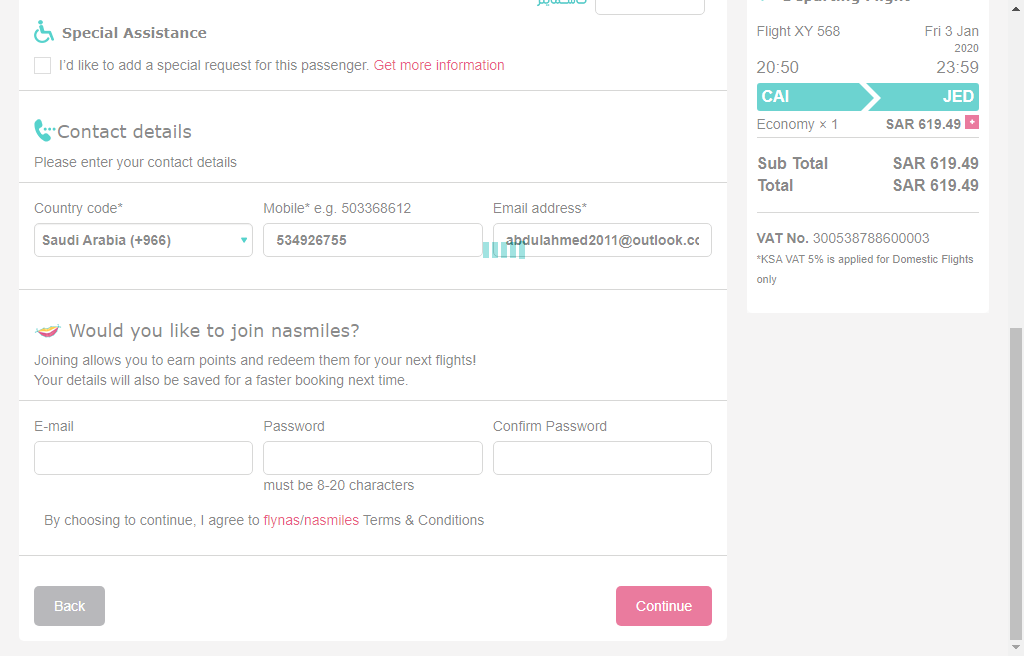 Special Assistance
I'd like to add a special request for this passenger. Get more information
Contact details
Please enter your contact details
Country code*
Mobile* e.g. 503368612
Email address*
Saudi Arabia (+966)
534926755
abdulahmed2011@outlook.cc
Would you like to join nasmiles?
Joining allows you to earn points and redeem them for your next flights!
Your details will also be saved for a faster booking next time.
E-mail
Password
Confirm Password
must be 8-20 characters
By choosing to continue, I agree to flynas/nasmiles Terms & Conditions
Back
Continue
Flight XY 568
Fri 3 Jan
2020
20:50
23:59
CAI
JED
Economy × 1
SAR 619.49 +
Sub Total
SAR 619.49
Total
SAR 619.49
VAT No. 300538788600003
*KSA VAT 5% is applied for Domestic Flights
only